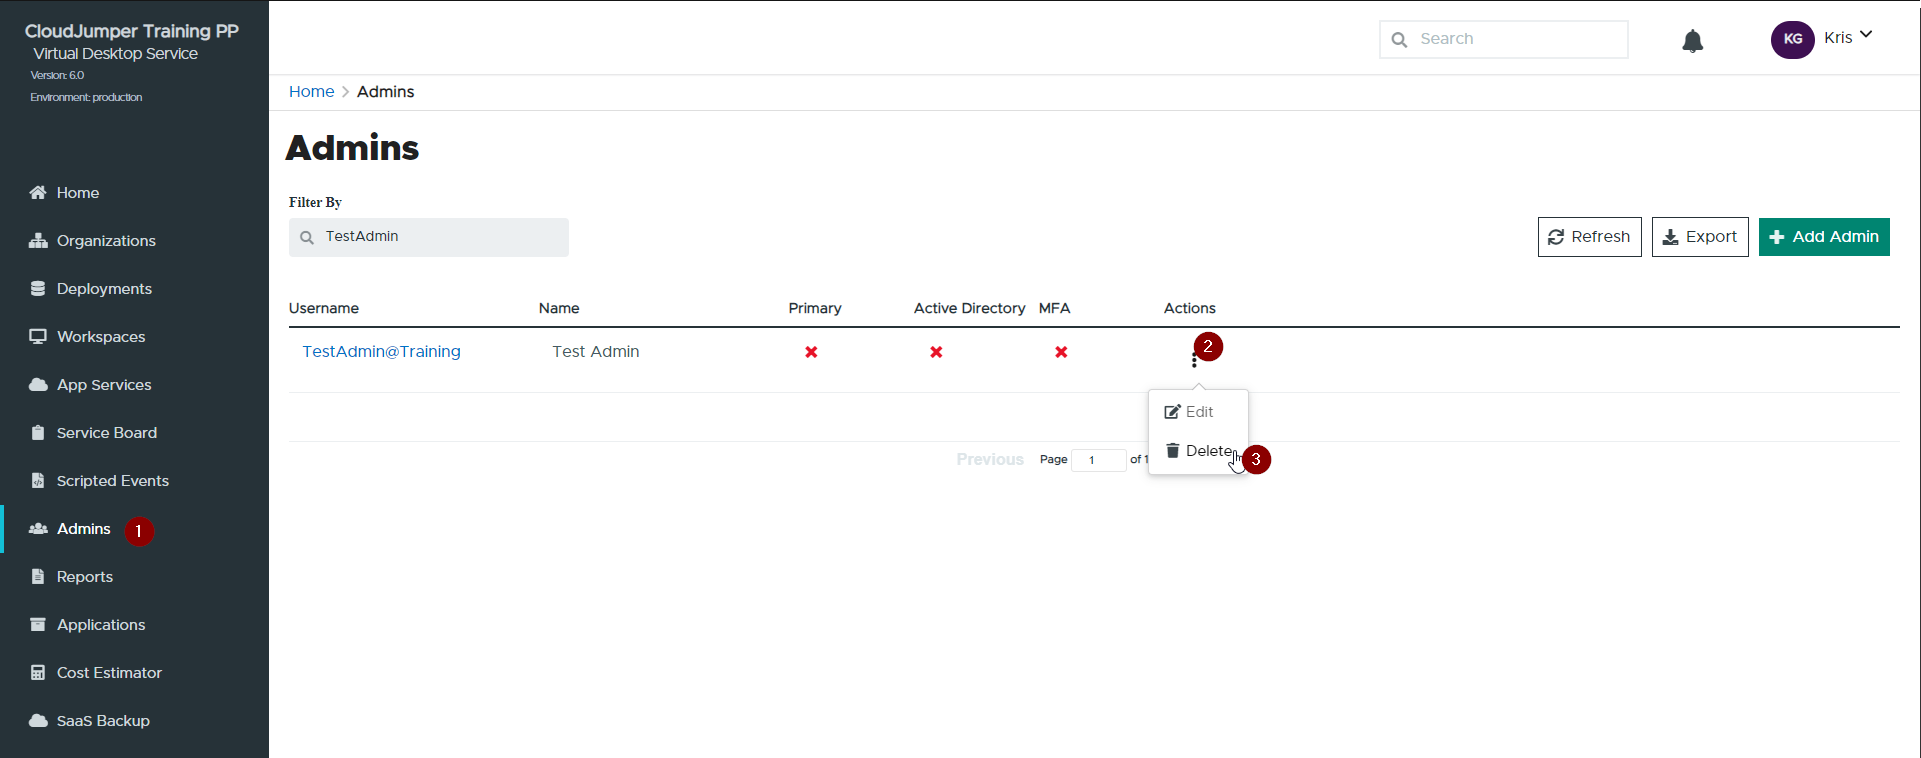 CloudJumper Training PP
Virtual Desktop Service
Version: 6.0
Environment: production
Search
KG
Kris
Home
Organizations
Deployments
Workspaces
App Services
Service Board
Scripted Events
Admins
1
Reports
Applications
Cost Estimator
SaaS Backup
Home > Admins
Admins
Filter By
TestAdmin
Refresh
Export
Add Admin
Username Name Primary Active Directory MFA Actions
TestAdmin@Training Test Admin
2
Edit
Delete
3
Previous Page 1 of 1